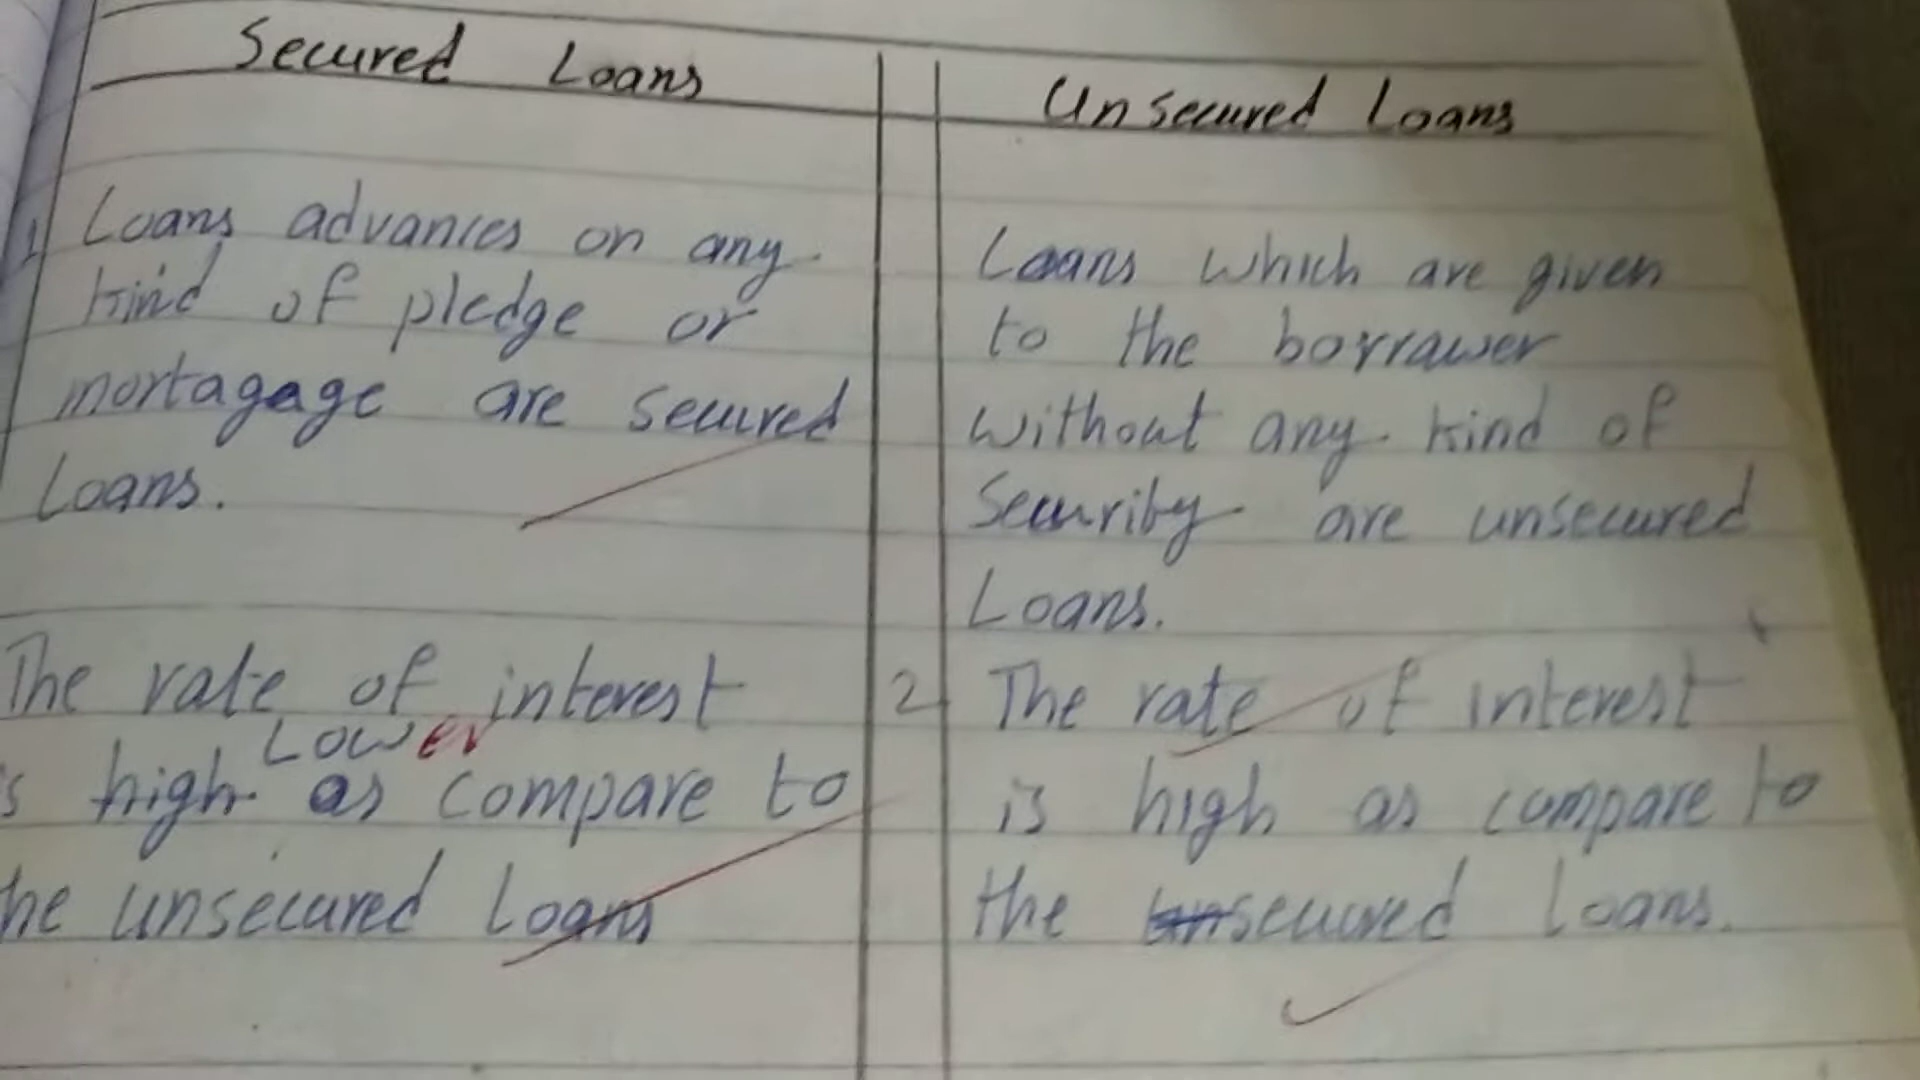 Secured Loans
1 Loans advances on any
kind of pledge or
mortagage are secured
Loans.
The rate of interest
Lower
s high as compare to
he unsecured Loans
Unsecured Loans
Loans which are given
to the borrawer
without any kind of
Security are unsecured
Loans.
2 The rate of interest
is high as compare to
the unsecured loans.